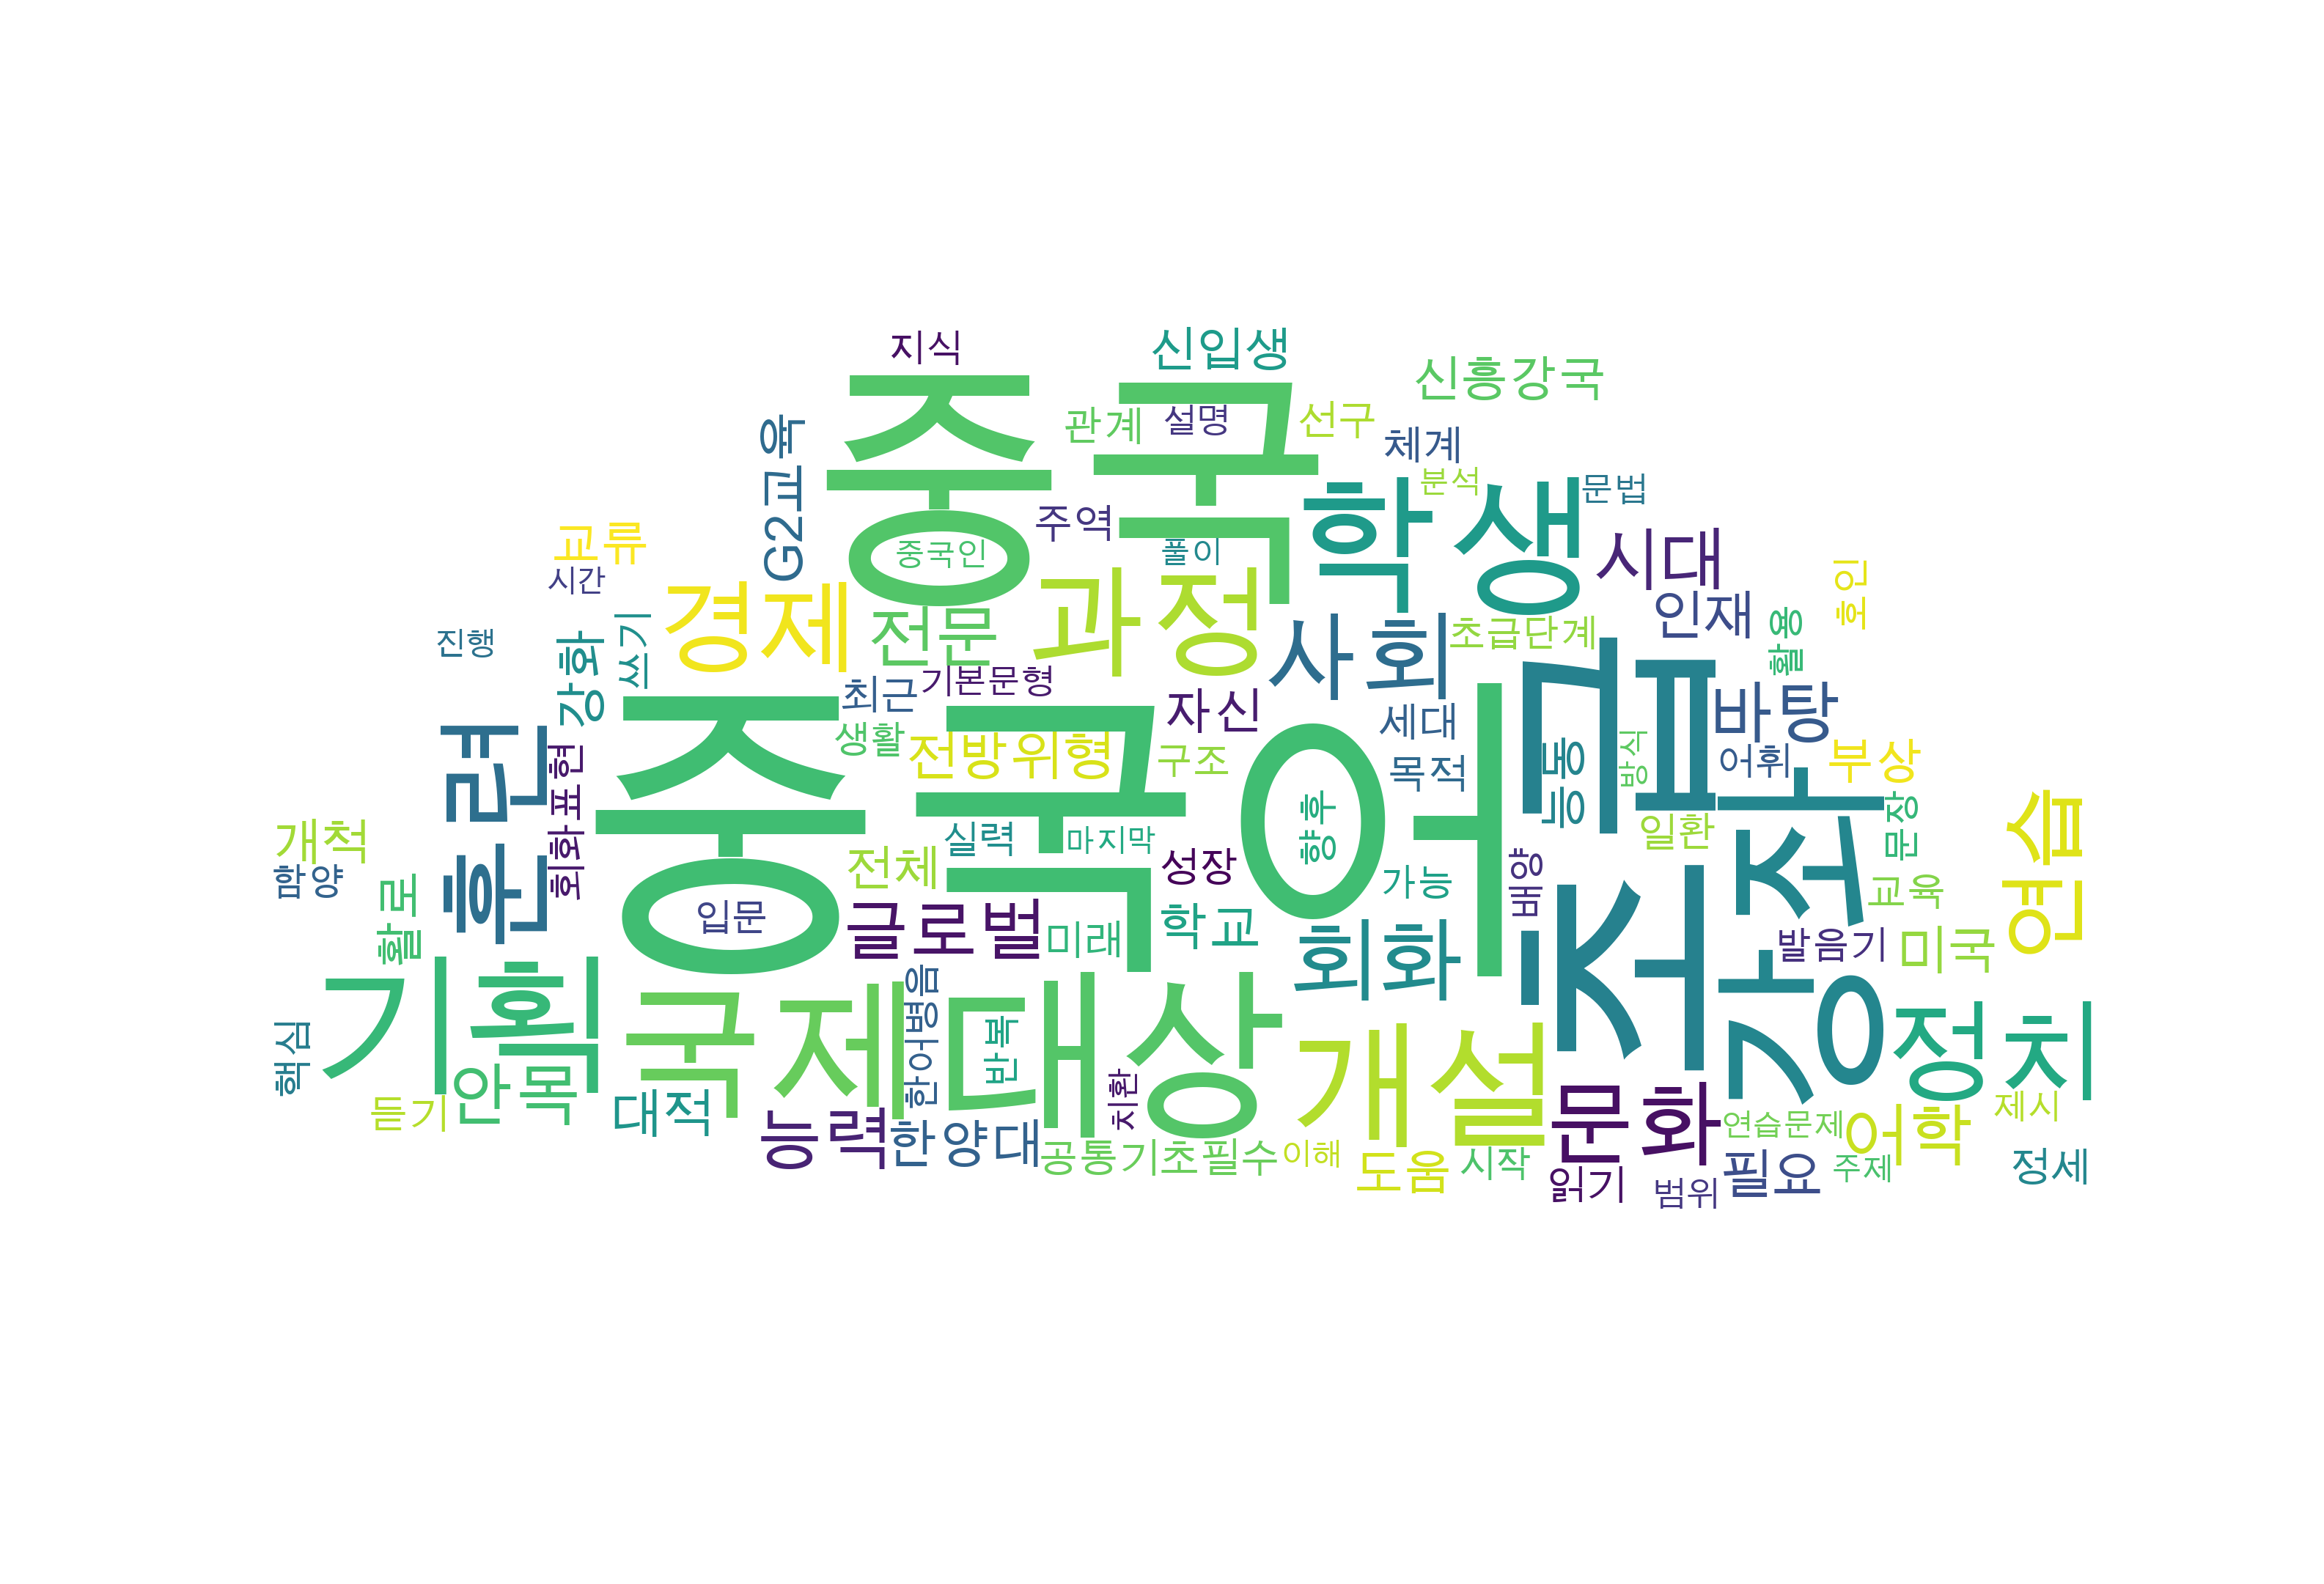 지식
신입생
신흥강국
중국
관계
설명
선구
체계
G2교육
분석
문법
학생
주역
중국인
풀이
교류
시간
시대
인재
혼인
경제
전문
과정
사회
초급단계
활용
진행
강화
쓰기
최근
기본문형
자신
세대
초급
바탕
생활
전방위형
구조
목적
능동
방식
어휘
부상
훈련
회화표현
중국어
향후
실력
마지막
일환
강조
문장
연습
개척
함양
전체
성장
가능
배양
교육
활로
입문
글로벌
미래
학교
회화
발음기
미국
기획
국제
한어병음
대상
반복
개설
정치
핵심
안목
듣기
대적
치환
문화
연습문제
어학
제시
능력
한양대
공통기초필수
이해
도움
시작
읽기
범위
필요
주제
정세